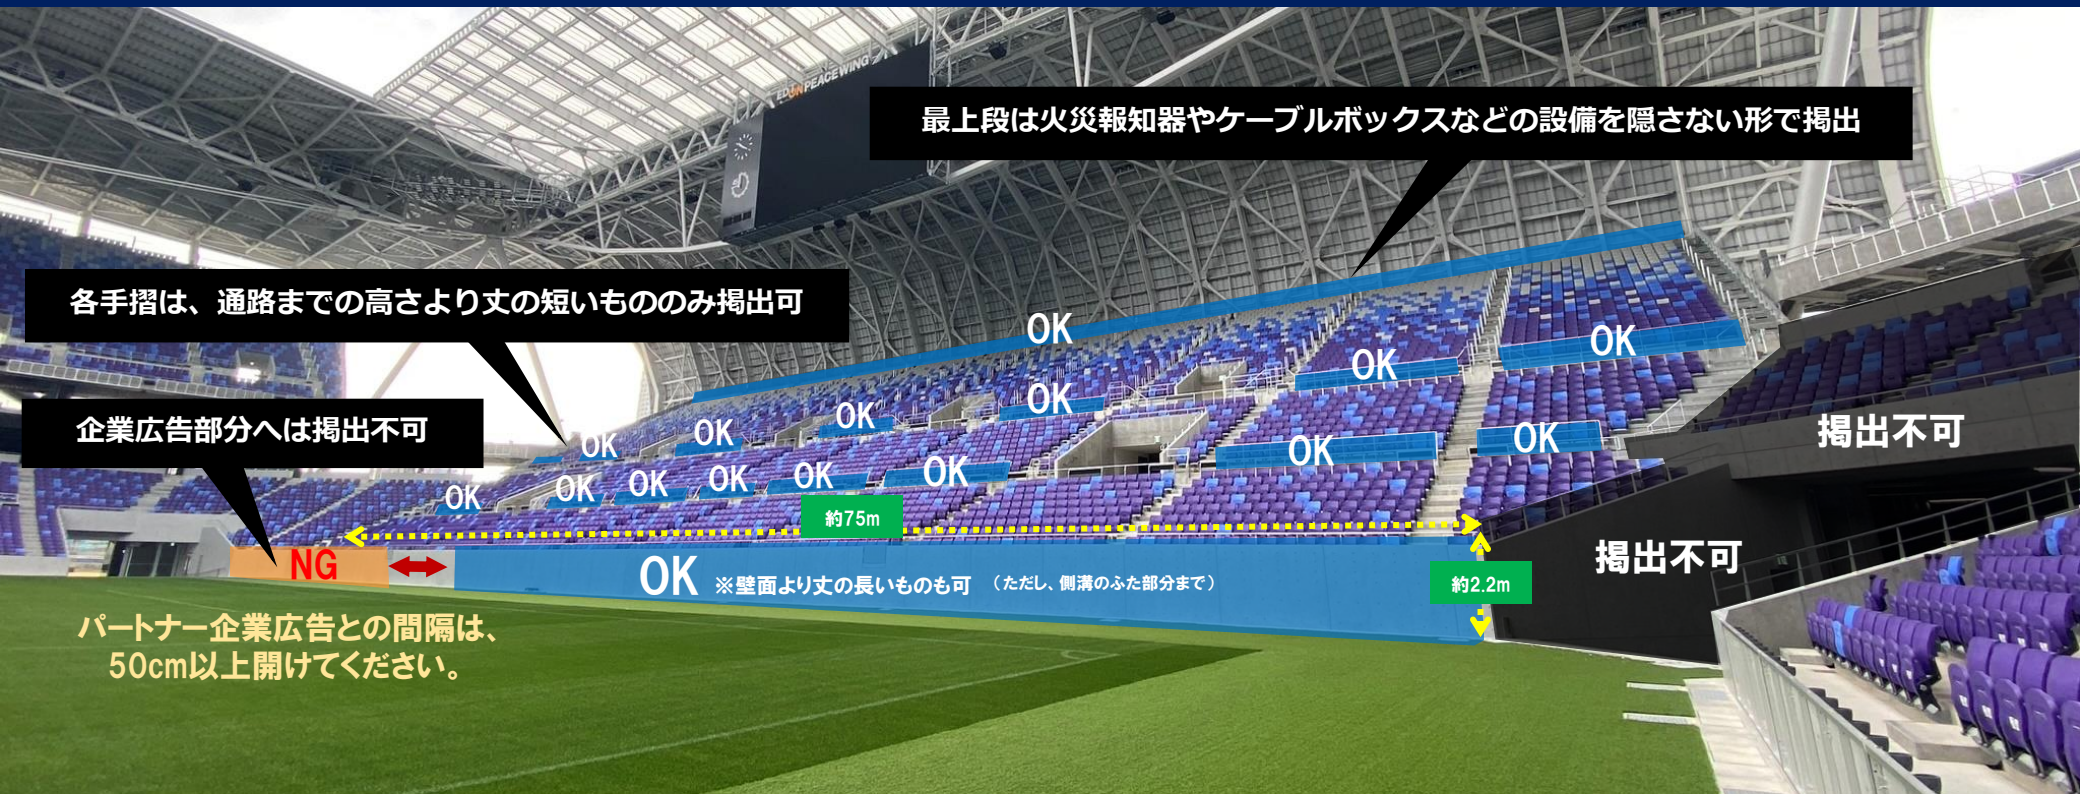 EDION PEACE WING
最上段は火災報知器やケーブルボックスなどの設備を隠さない形で掲出
各手摺は、通路までの高さより丈の短いもののみ掲出可
OK
OK
OK
企業広告部分へは掲出不可
OK
OK
OK
OK
掲出不可
OK
OK
OK
OK
OK
OK
OK
OK
約75m
NG
OK ※壁面より丈の長いものも可 （ただし、側溝のふた部分まで）
約2.2m
掲出不可
パートナー企業広告との間隔は、
50cm以上開けてください。